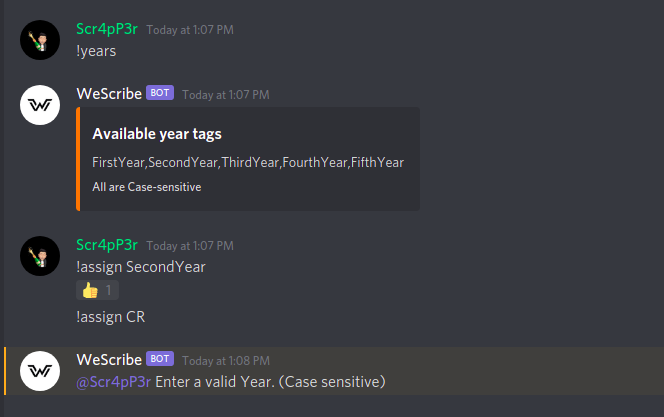 Scr4pP3r Today at 1:07 PM
!years
WeScribe BOT Today at 1:07 PM
Available year tags
FirstYear,SecondYear,ThirdYear,FourthYear,FifthYear
All are Case-sensitive
Scr4pP3r Today at 1:07 PM
!assign SecondYear
👍 1
!assign CR
WeScribe BOT Today at 1:08 PM
@Scr4pP3r Enter a valid Year. (Case sensitive)